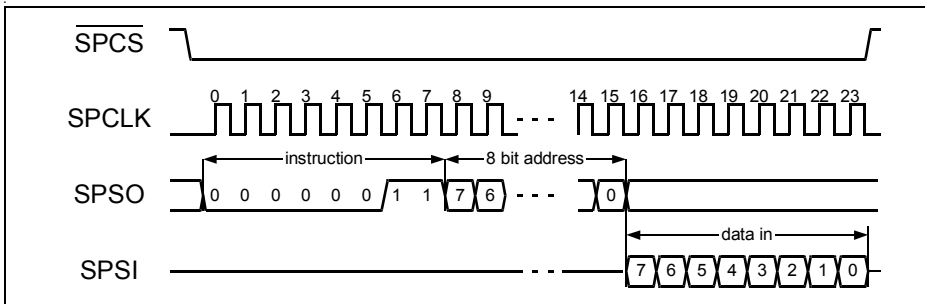 SPCS
0 1 2 3 4 5 6 7 8 9 14 15 16 17 18 19 20 21 22 23
SPCLK
instruction 8 bit address
SPSO 0 0 0 0 0 0 1 1 7 6 0
data in
SPSI 7 6 5 4 3 2 1 0